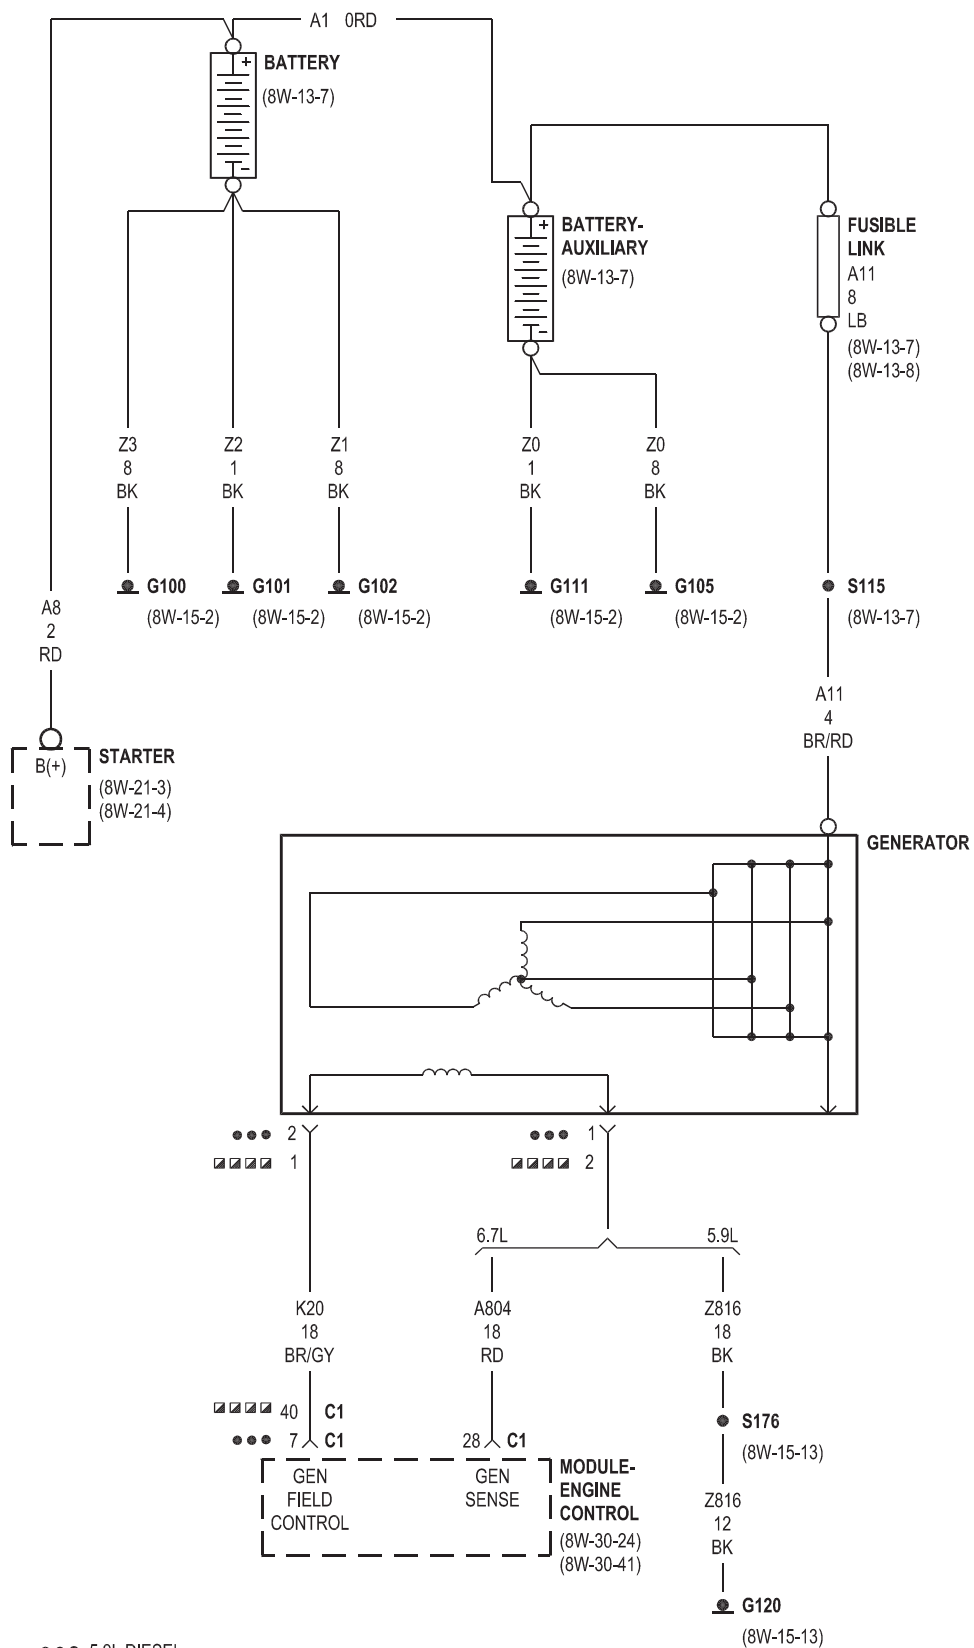 A1 0RD
BATTERY
(8W-13-7)
+
-
BATTERY-
AUXILIARY
(8W-13-7)
+
-
FUSIBLE
LINK
A11
8
LB
(8W-13-7)
(8W-13-8)
Z3
8
BK
Z2
1
BK
Z1
8
BK
Z0
1
BK
Z0
8
BK
G100
(8W-15-2)
G101
(8W-15-2)
G102
(8W-15-2)
G111
(8W-15-2)
G105
(8W-15-2)
S115
(8W-13-7)
A8
2
RD
A11
4
BR/RD
B(+)
STARTER
(8W-21-3)
(8W-21-4)
GENERATOR
2
1
1
2
6.7L
5.9L
K20
18
BR/GY
A804
18
RD
Z816
18
BK
40 C1
7 C1
28 C1
S176
(8W-15-13)
GEN
FIELD
CONTROL
GEN
SENSE
MODULE-
ENGINE
CONTROL
(8W-30-24)
(8W-30-41)
Z816
12
BK
G120
(8W-15-13)